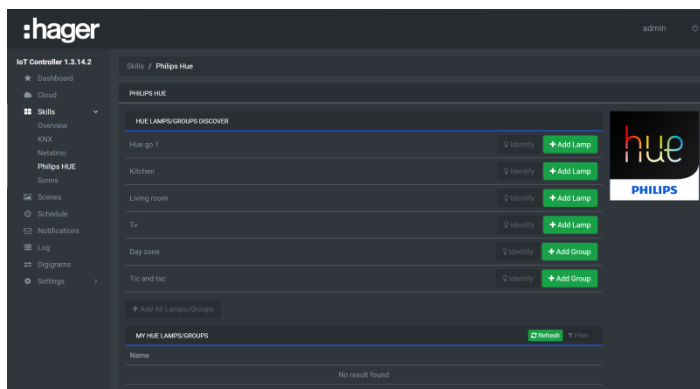 :hager
admin
IoT Controller 1.3.14.2
Dashboard
Cloud
Skills
Overview
KNX
Netatmo
Philips HUE
Sonos
Scenes
Schedule
Notifications
Log
Digigrams
Settings
Skills / Philips Hue
PHILIPS HUE
HUE LAMPS/GROUPS DISCOVER
Hue go 1 Identify + Add Lamp
Kitchen Identify + Add Lamp
Living room Identify + Add Lamp
Tv Identify + Add Lamp
Day zone Identify + Add Group
Tic and tac Identify + Add Group
+ Add All Lamps/Groups
MY HUE LAMPS/GROUPS Refresh Filter
Name
No result found
hue
PHILIPS